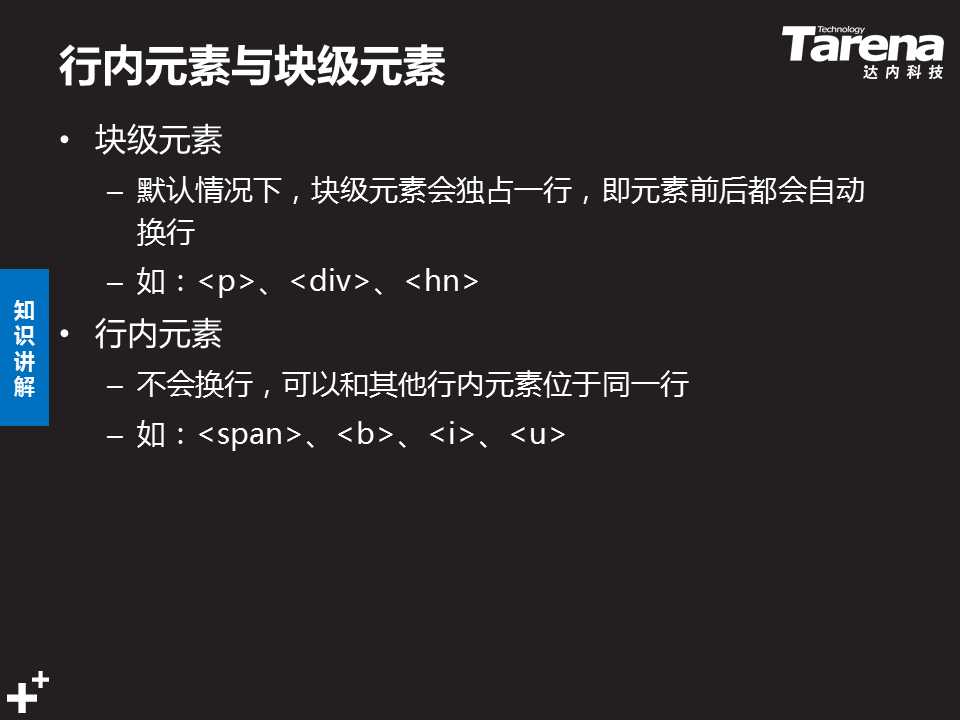 行内元素与块级元素
Technology
Tarena
达内科技
• 块级元素
– 默认情况下，块级元素会独占一行，即元素前后都会自动
换行
– 如：<p>、<div>、<hn>
知识讲解
• 行内元素
– 不会换行，可以和其他行内元素位于同一行
– 如：<span>、<b>、<i>、<u>